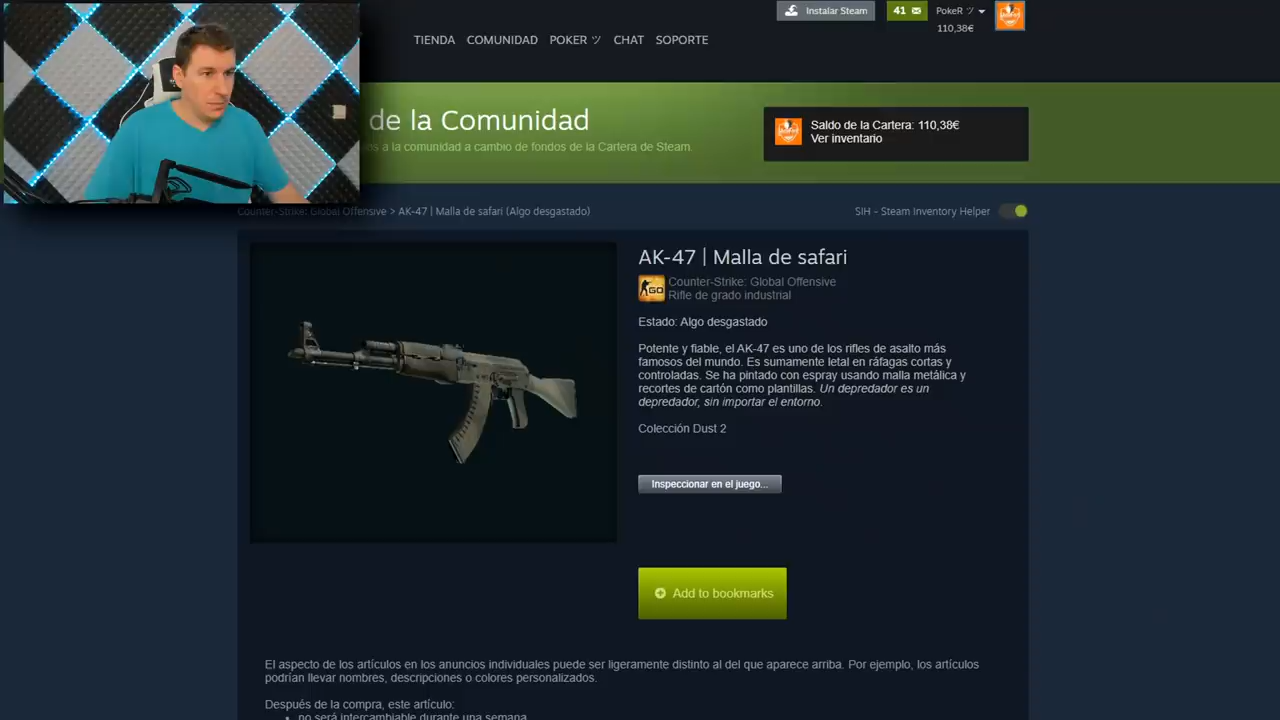 Instalar Steam
41
PokeR ツ
110,38€
TIENDA COMUNIDAD POKER ツ CHAT SOPORTE
de la Comunidad
a la comunidad a cambio de fondos de la Cartera de Steam.
Saldo de la Cartera: 110,38€
Ver inventario
Counter-Strike: Global Offensive > AK-47 | Malla de safari (Algo desgastado)
SIH - Steam Inventory Helper
AK-47 | Malla de safari
GO
Counter-Strike: Global Offensive
Rifle de grado industrial
Estado: Algo desgastado
Potente y fiable, el AK-47 es uno de los rifles de asalto más
famosos del mundo. Es sumamente letal en ráfagas cortas y
controladas. Se ha pintado con espray usando malla metálica y
recortes de cartón como plantillas. Un depredador es un
depredador, sin importar el entorno.
Colección Dust 2
Inspeccionar en el juego...
Add to bookmarks
El aspecto de los artículos en los anuncios individuales puede ser ligeramente distinto al del que aparece arriba. Por ejemplo, los artículos
podrían llevar nombres, descripciones o colores personalizados.
Después de la compra, este artículo:
• no será intercambiable durante una semana